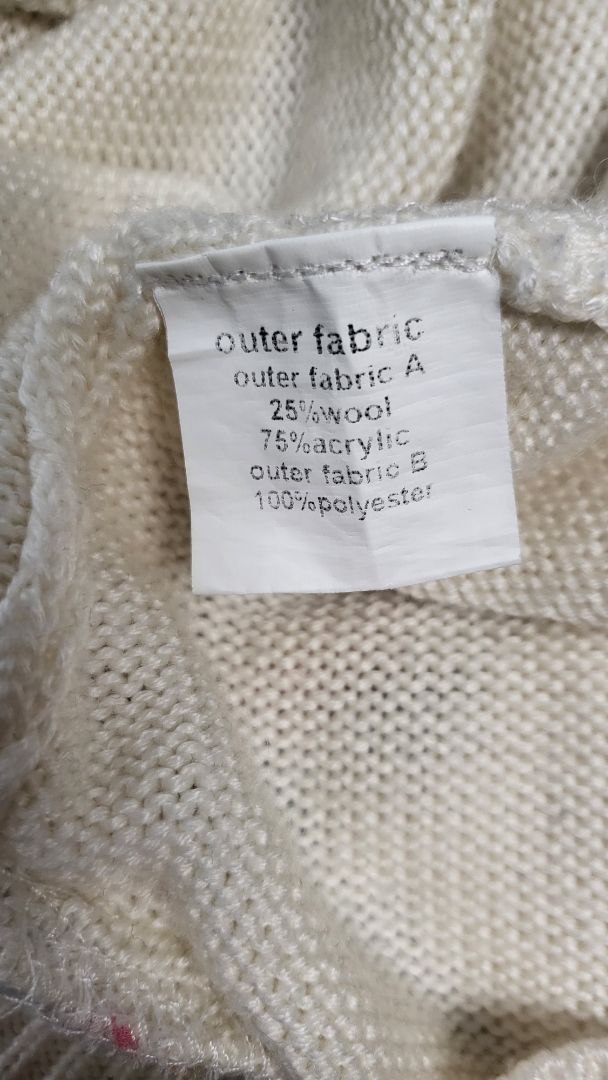 outer fabric
outer fabric A
25%wool
75%acrylic
outer fabric B
100%polyester